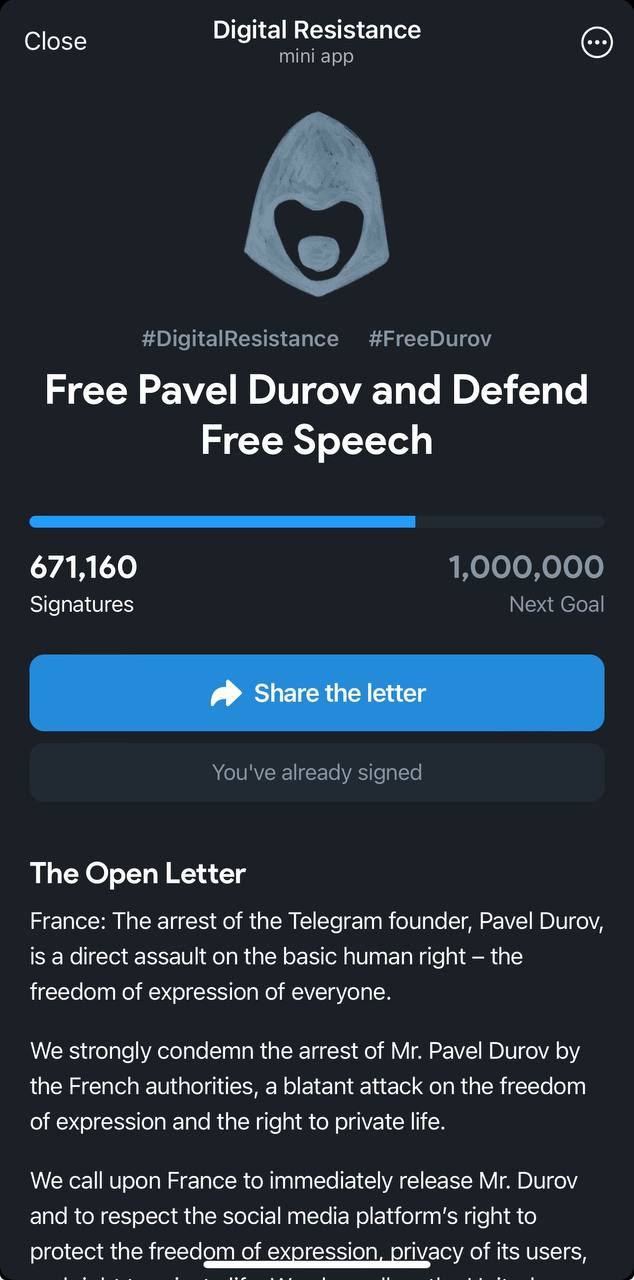 Close
Digital Resistance
mini app
#DigitalResistance #FreeDurov
Free Pavel Durov and Defend
Free Speech
671,160
1,000,000
Signatures
Next Goal
Share the letter
You've already signed
The Open Letter
France: The arrest of the Telegram founder, Pavel Durov,
is a direct assault on the basic human right – the
freedom of expression of everyone.
We strongly condemn the arrest of Mr. Pavel Durov by
the French authorities, a blatant attack on the freedom
of expression and the right to private life.
We call upon France to immediately release Mr. Durov
and to respect the social media platform’s right to
protect the freedom of expression, privacy of its users,